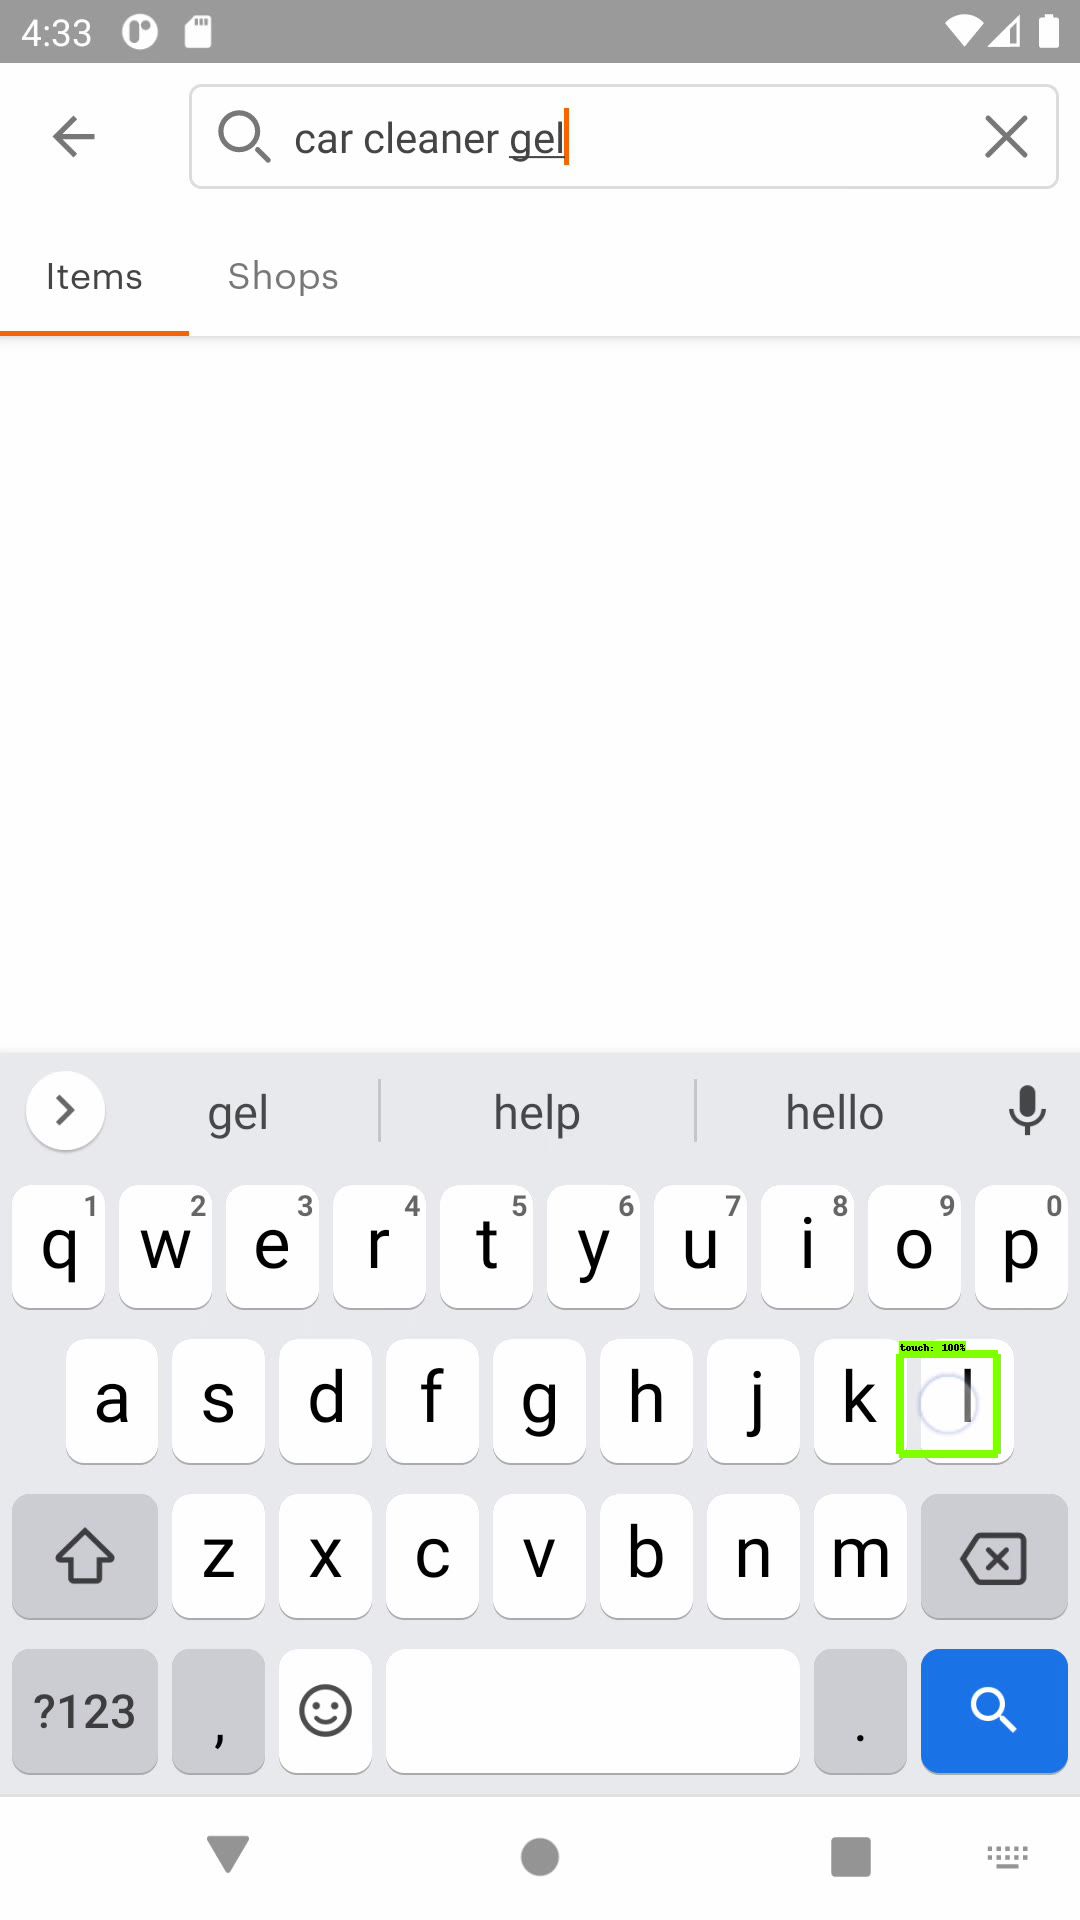 4:33
car cleaner gel
Items Shops
gel help hello
1 2 3 4 5 6 7 8 9 0
q w e r t y u i o p
touch: 100%
a s d f g h j k l
z x c v b n m
?123 , .